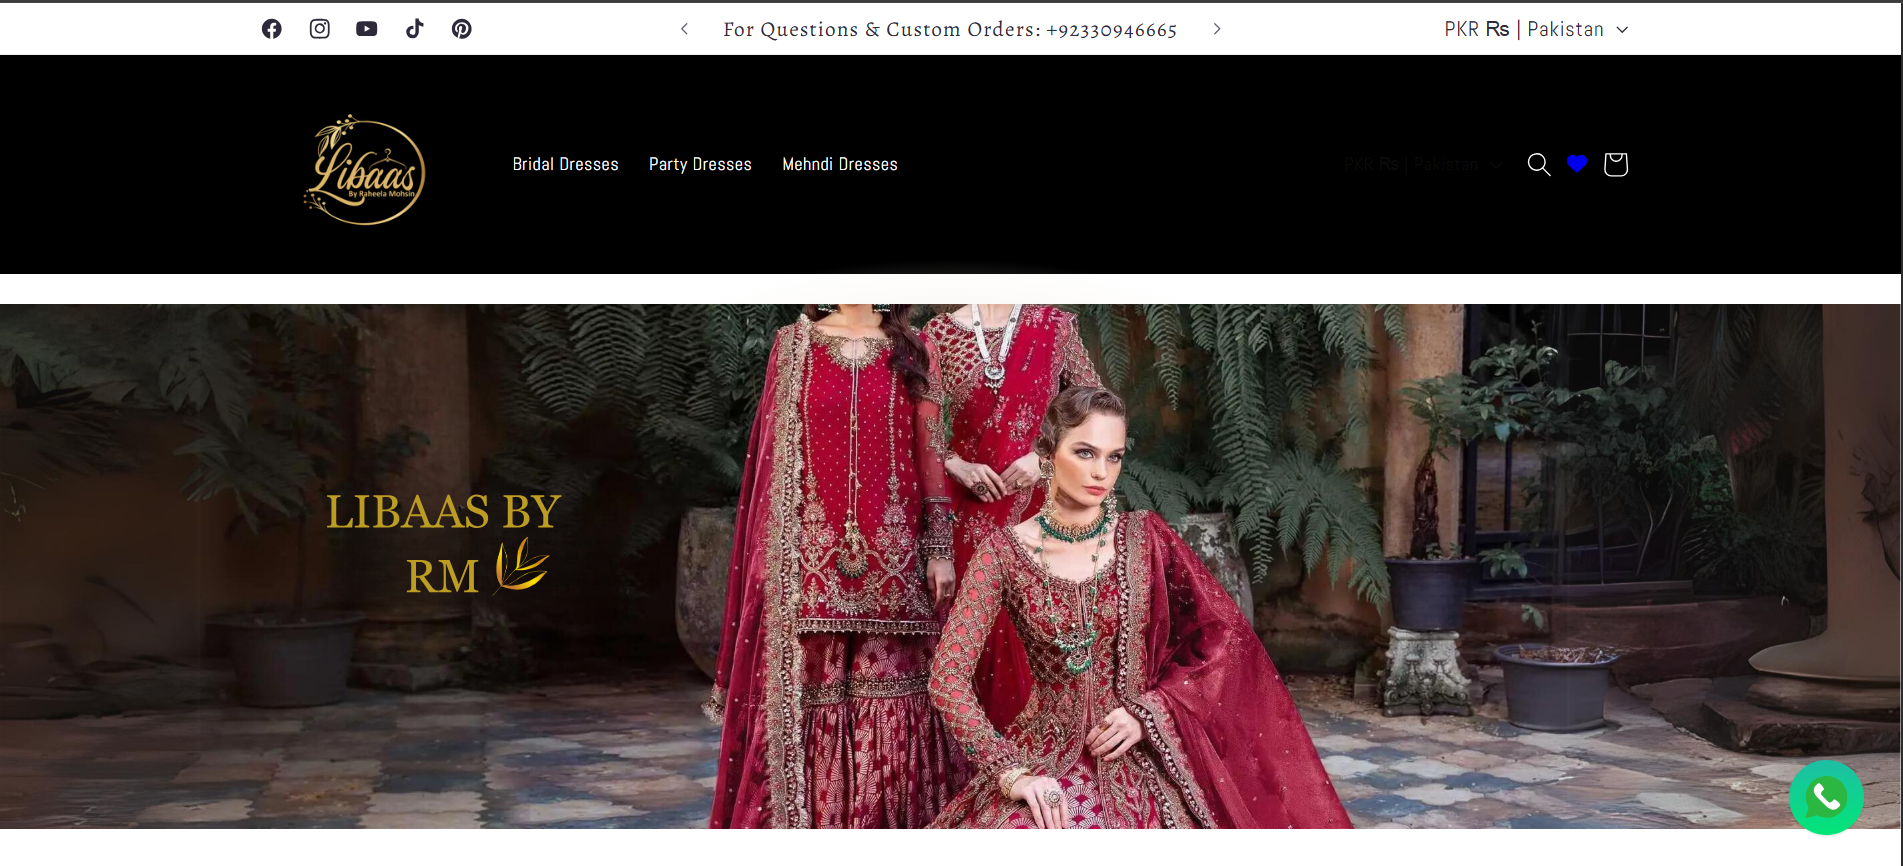 For Questions & Custom Orders: +92330946665
PKR ₨ | Pakistan
Libaas
By Raheela Mohsin
Bridal Dresses
Party Dresses
Mehndi Dresses
PKR ₨ | Pakistan
LIBAAS BY
RM